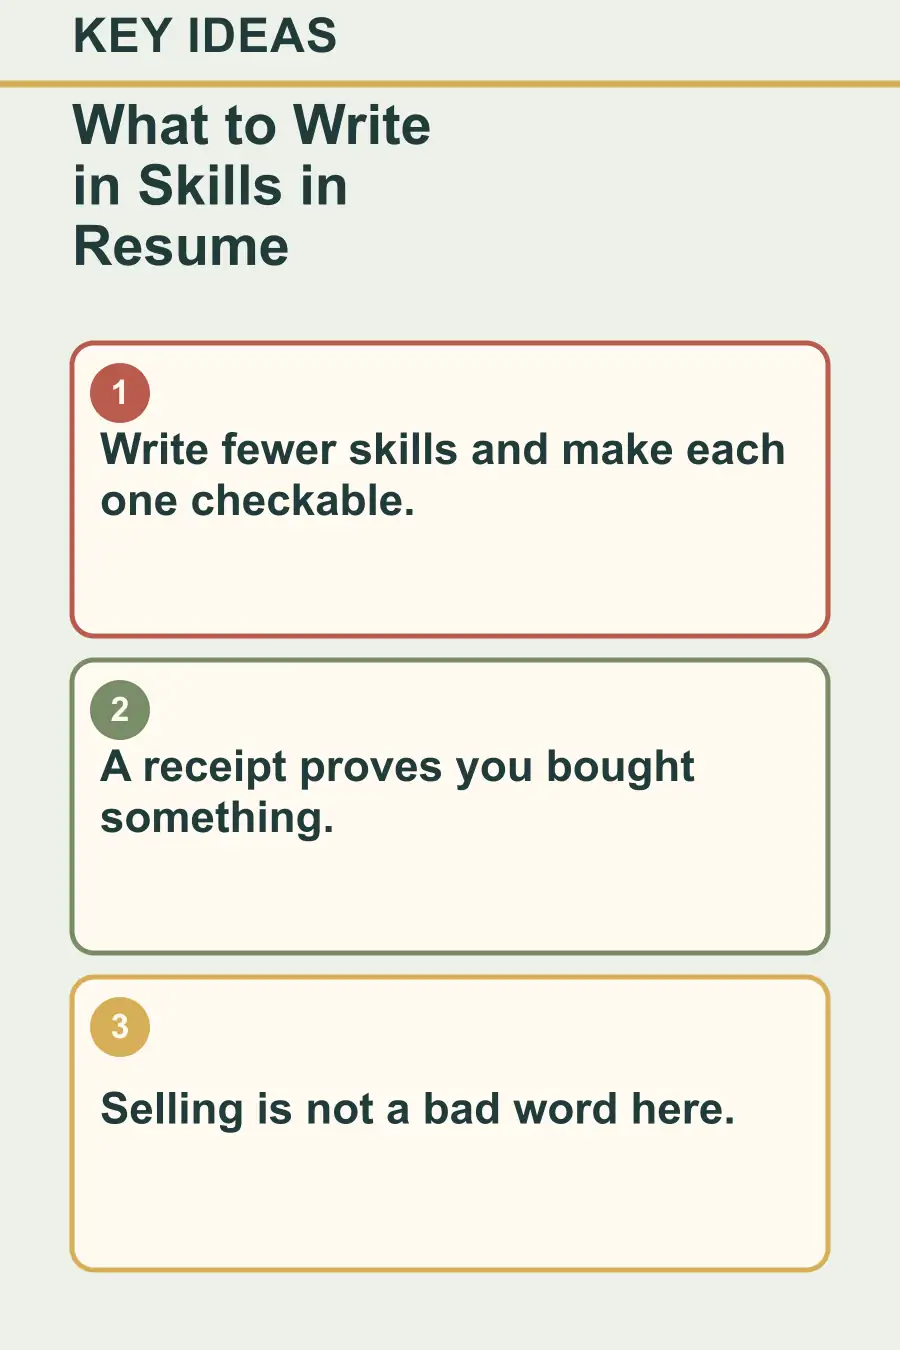 KEY IDEAS
What to Write
in Skills in
Resume
1
Write fewer skills and make each
one checkable.
2
A receipt proves you bought
something.
3
Selling is not a bad word here.